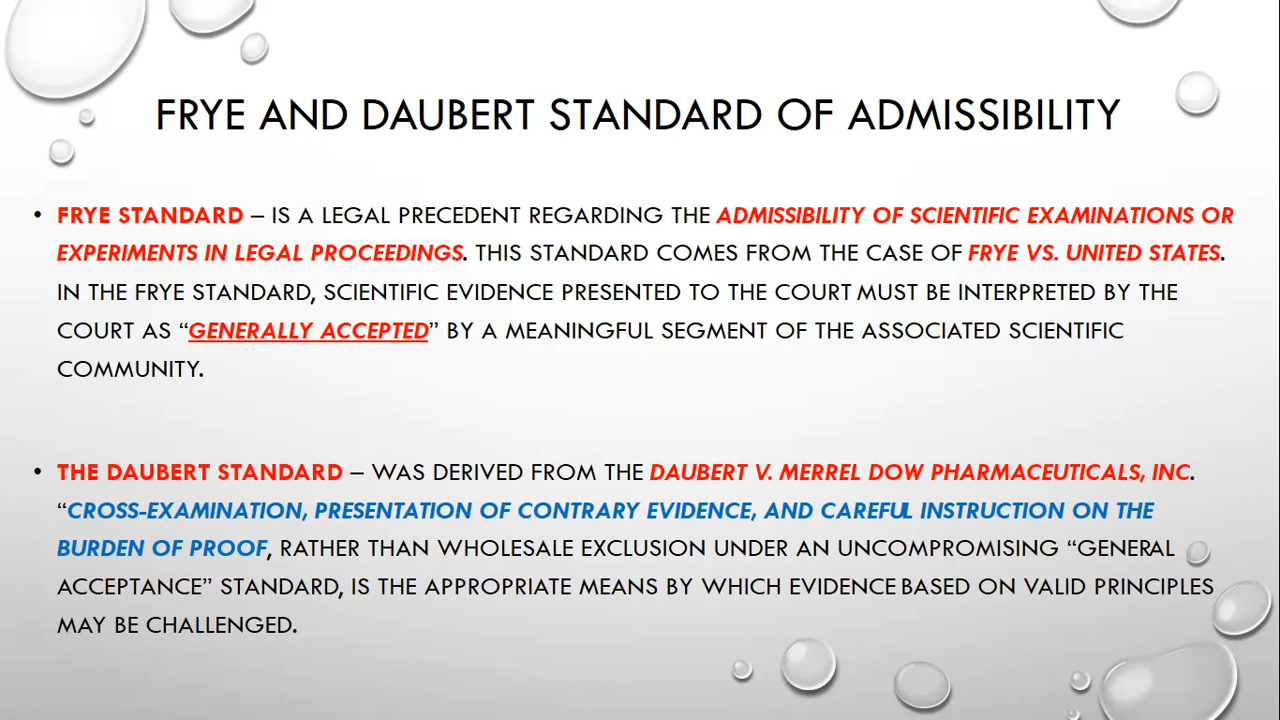 FRYE AND DAUBERT STANDARD OF ADMISSIBILITY
• FRYE STANDARD – IS A LEGAL PRECEDENT REGARDING THE ADMISSIBILITY OF SCIENTIFIC EXAMINATIONS OR
EXPERIMENTS IN LEGAL PROCEEDINGS. THIS STANDARD COMES FROM THE CASE OF FRYE VS. UNITED STATES.
IN THE FRYE STANDARD, SCIENTIFIC EVIDENCE PRESENTED TO THE COURT MUST BE INTERPRETED BY THE
COURT AS “GENERALLY ACCEPTED” BY A MEANINGFUL SEGMENT OF THE ASSOCIATED SCIENTIFIC
COMMUNITY.
• THE DAUBERT STANDARD – WAS DERIVED FROM THE DAUBERT V. MERREL DOW PHARMACEUTICALS, INC.
“CROSS-EXAMINATION, PRESENTATION OF CONTRARY EVIDENCE, AND CAREFUL INSTRUCTION ON THE
BURDEN OF PROOF, RATHER THAN WHOLESALE EXCLUSION UNDER AN UNCOMPROMISING “GENERAL
ACCEPTANCE” STANDARD, IS THE APPROPRIATE MEANS BY WHICH EVIDENCE BASED ON VALID PRINCIPLES
MAY BE CHALLENGED.